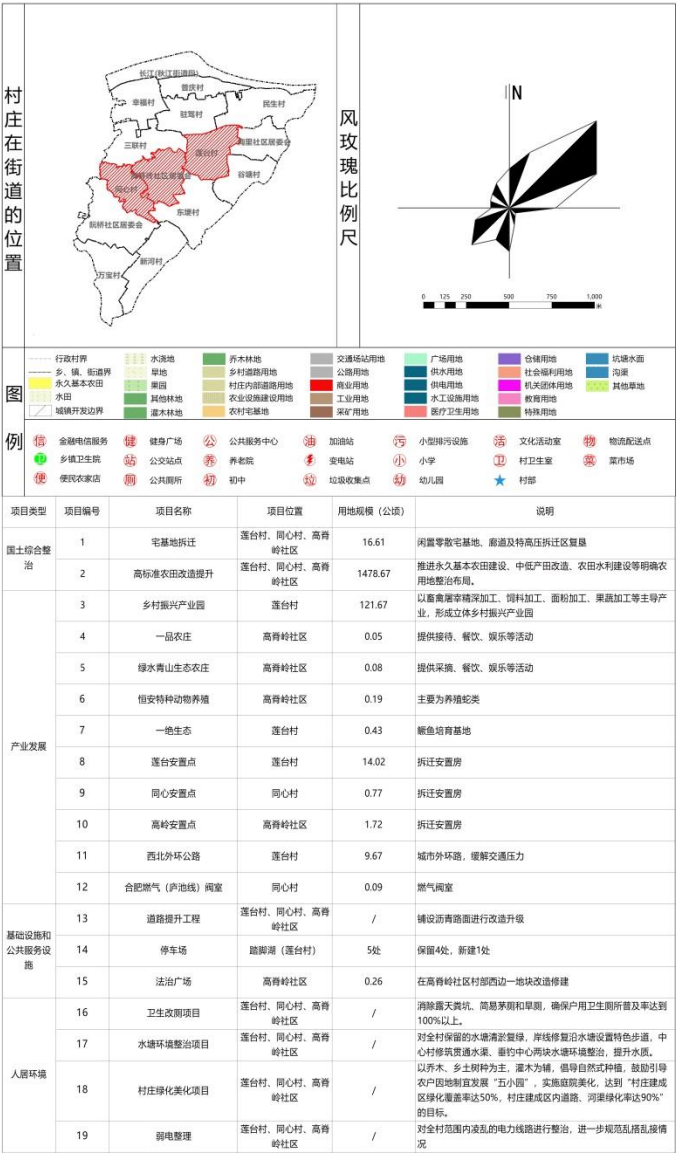 村庄在街道的位置
长江(秋江街道段)
曾庆村
幸福村
民生村
驻驾村
三联村
梅里社区居委会
莲台村
谷塘村
高脊岭社区居委会
同心村
东埂村
阮桥社区居委会
新河村
万宝村
风玫瑰比例尺
N
0 125 250 500 750 1,000
米
图例
行政村界
乡、镇、街道界
永久基本农田
水田
城镇开发边界
水浇地
旱地
果园
其他林地
灌木林地
乔木林地
乡村道路用地
村庄内部道路用地
农业设施建设用地
农村宅基地
交通场站用地
公路用地
商业用地
工业用地
采矿用地
广场用地
供水用地
供电用地
水工设施用地
医疗卫生用地
仓储用地
社会福利用地
机关团体用地
教育用地
特殊用地
坑塘水面
沟渠
其他草地
信 金融电信服务 健 健身广场 公 公共服务中心 油 加油站 污 小型排污设施 活 文化活动室 物 物流配送点
卫 乡镇卫生院 站 公交站点 养 养老院 变电站 小 小学 卫 村卫生室 菜 菜市场
便 便民农家店 厕 公共厕所 初 初中 垃 垃圾收集点 幼 幼儿园 村部
项目类型 项目编号 项目名称 项目位置 用地规模（公顷） 说明
国土综合整治
1 宅基地拆迁 莲台村、同心村、高脊岭社区 16.61 闲置零散宅基地、廊道及特高压拆迁区复垦
2 高标准农田改造提升 莲台村、同心村、高脊岭社区 1478.67 推进永久基本农田建设、中低产田改造、农田水利建设等明确农用地整治布局。
产业发展
3 乡村振兴产业园 莲台村 121.67 以畜禽屠宰精深加工、饲料加工、面粉加工、果蔬加工等主导产业，形成立体乡村振兴产业园
4 一品农庄 高脊岭社区 0.05 提供接待、餐饮、娱乐等活动
5 绿水青山生态农庄 高脊岭社区 0.08 提供采摘、餐饮、娱乐等活动
6 恒安特种动物养殖 高脊岭社区 0.19 主要为养殖蛇类
7 一绝生态 莲台村 0.43 鳜鱼培育基地
8 莲台安置点 莲台村 14.02 拆迁安置房
9 同心安置点 同心村 0.77 拆迁安置房
10 高岭安置点 高脊岭社区 1.72 拆迁安置房
11 西北外环公路 莲台村 9.67 城市外环路，缓解交通压力
12 合肥燃气（庐池线）阀室 同心村 0.09 燃气阀室
基础设施和公共服务设施
13 道路提升工程 莲台村、同心村、高脊岭社区 / 铺设沥青路面进行改造升级
14 停车场 踏脚湖（莲台村） 5处 保留4处，新建1处
15 法治广场 高脊岭社区 0.26 在高脊岭社区村部西边一地块改造修建
人居环境
16 卫生改厕项目 莲台村、同心村、高脊岭社区 / 消除露天粪坑、简易茅厕和旱厕，确保户用卫生厕所普及率达到100%以上。
17 水塘环境整治项目 莲台村、同心村、高脊岭社区 / 对全村保留的水塘清淤复绿，岸线修复沿水塘设置特色步道，中心村修筑贯通水渠、垂钓中心两块水塘环境整治，提升水质。
18 村庄绿化美化项目 莲台村、同心村、高脊岭社区 / 以乔木、乡土树种为主，灌木为辅，倡导自然式种植，鼓励引导农户因地制宜发展“五小园”，实施庭院美化，达到“村庄建成区绿化覆盖率达50%，村庄建成区内道路、河渠绿化率达90%”的目标。
19 弱电整理 莲台村、同心村、高脊岭社区 / 对全村范围内凌乱的电力线路进行整治，进一步规范乱搭乱接情况